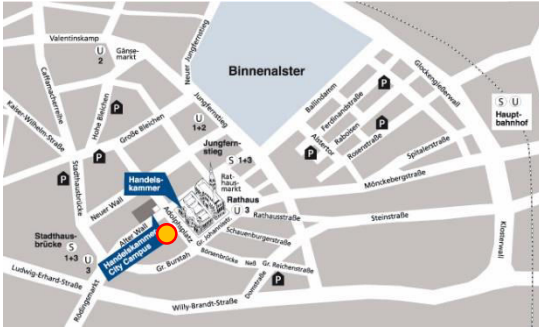 Valentinskamp
U
2
Gänse-
markt
Neuer
Jungfernstieg
Binnenalster
Glockengießerwall
Caffamacherreihe
Kaiser-Wilhelm-Straße
Hohe Bleichen
P
Große Bleichen
Jungfernstieg
U
1+2
Jungfern-
stieg
S 1+3
Ballindamm
Ferdinandstraße
P
Alstertor
Raboisen
Rosenstraße
P
Spitalerstraße
S U
Haupt-
bahnhof
P
Stadthausbrücke
P
Handels-
kammer
Rat-
haus-
markt
Rathaus
U 3
Mönckebergstraße
Neuer Wall
Alter Wall
Adolphsplatz
Handelskammer
City Campus
Gr. Johannisstr.
Rathausstraße
Steinstraße
Schauenburgerstraße
Klosterwall
Stadthaus-
brücke
S
1+3
U
3
Gr. Burstah
Börsenbrücke
Neß
Gr. Reichenstraße
Domstraße
P
Ludwig-Erhard-Straße
Rödingsmarkt
Willy-Brandt-Straße